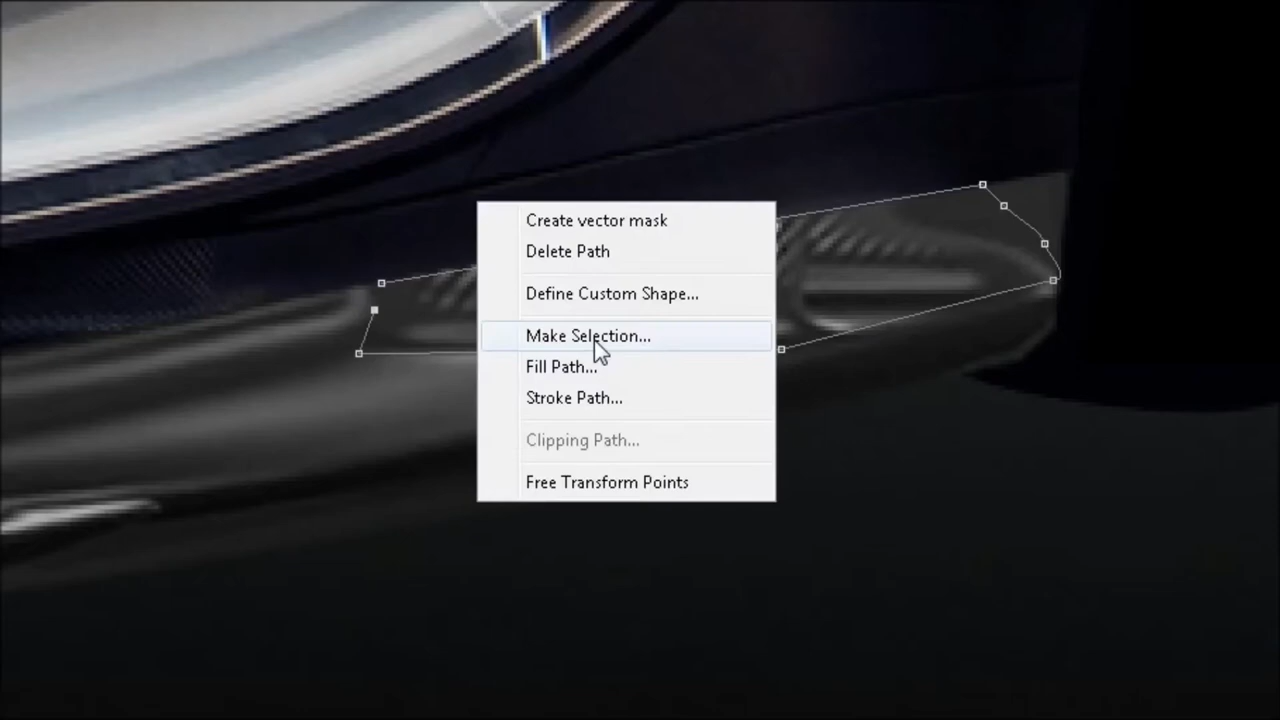 Create vector mask
Delete Path
Define Custom Shape...
Make Selection...
Fill Path...
Stroke Path...
Clipping Path...
Free Transform Points